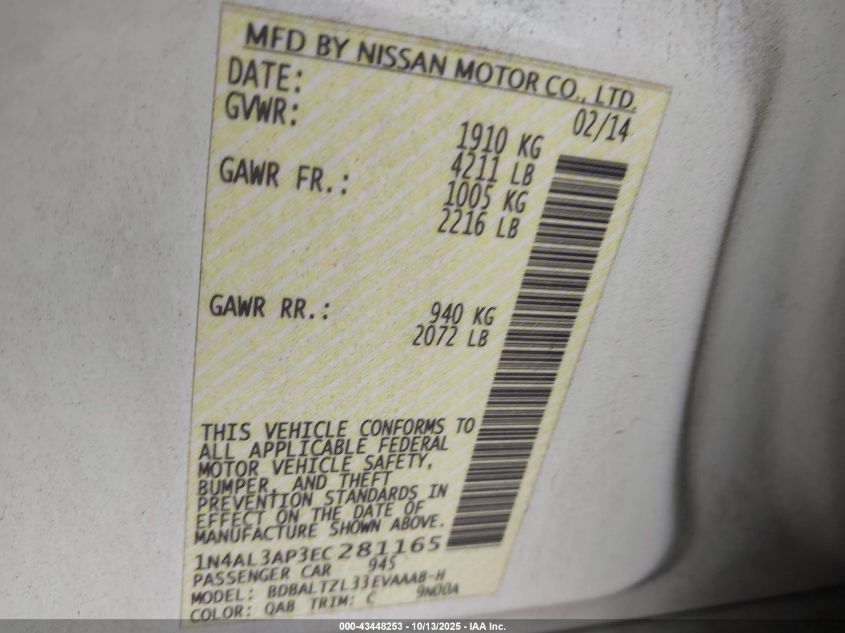 MFD BY NISSAN MOTOR CO., LTD.
DATE: 02/14
GVWR: 1910 KG
4211 LB
GAWR FR.: 1005 KG
2216 LB
GAWR RR.: 940 KG
2072 LB
THIS VEHICLE CONFORMS TO
ALL APPLICABLE FEDERAL
MOTOR VEHICLE SAFETY,
BUMPER, AND THEFT
PREVENTION STANDARDS IN
EFFECT ON THE DATE OF
MANUFACTURE SHOWN ABOVE.
1N4AL3AP3EC281165
PASSENGER CAR 945
MODEL: BDBALTZL33EVAAAB-H
COLOR: QAB TRIM: C 9N00A
000-43448253 - 10/13/2025 - IAA Inc.